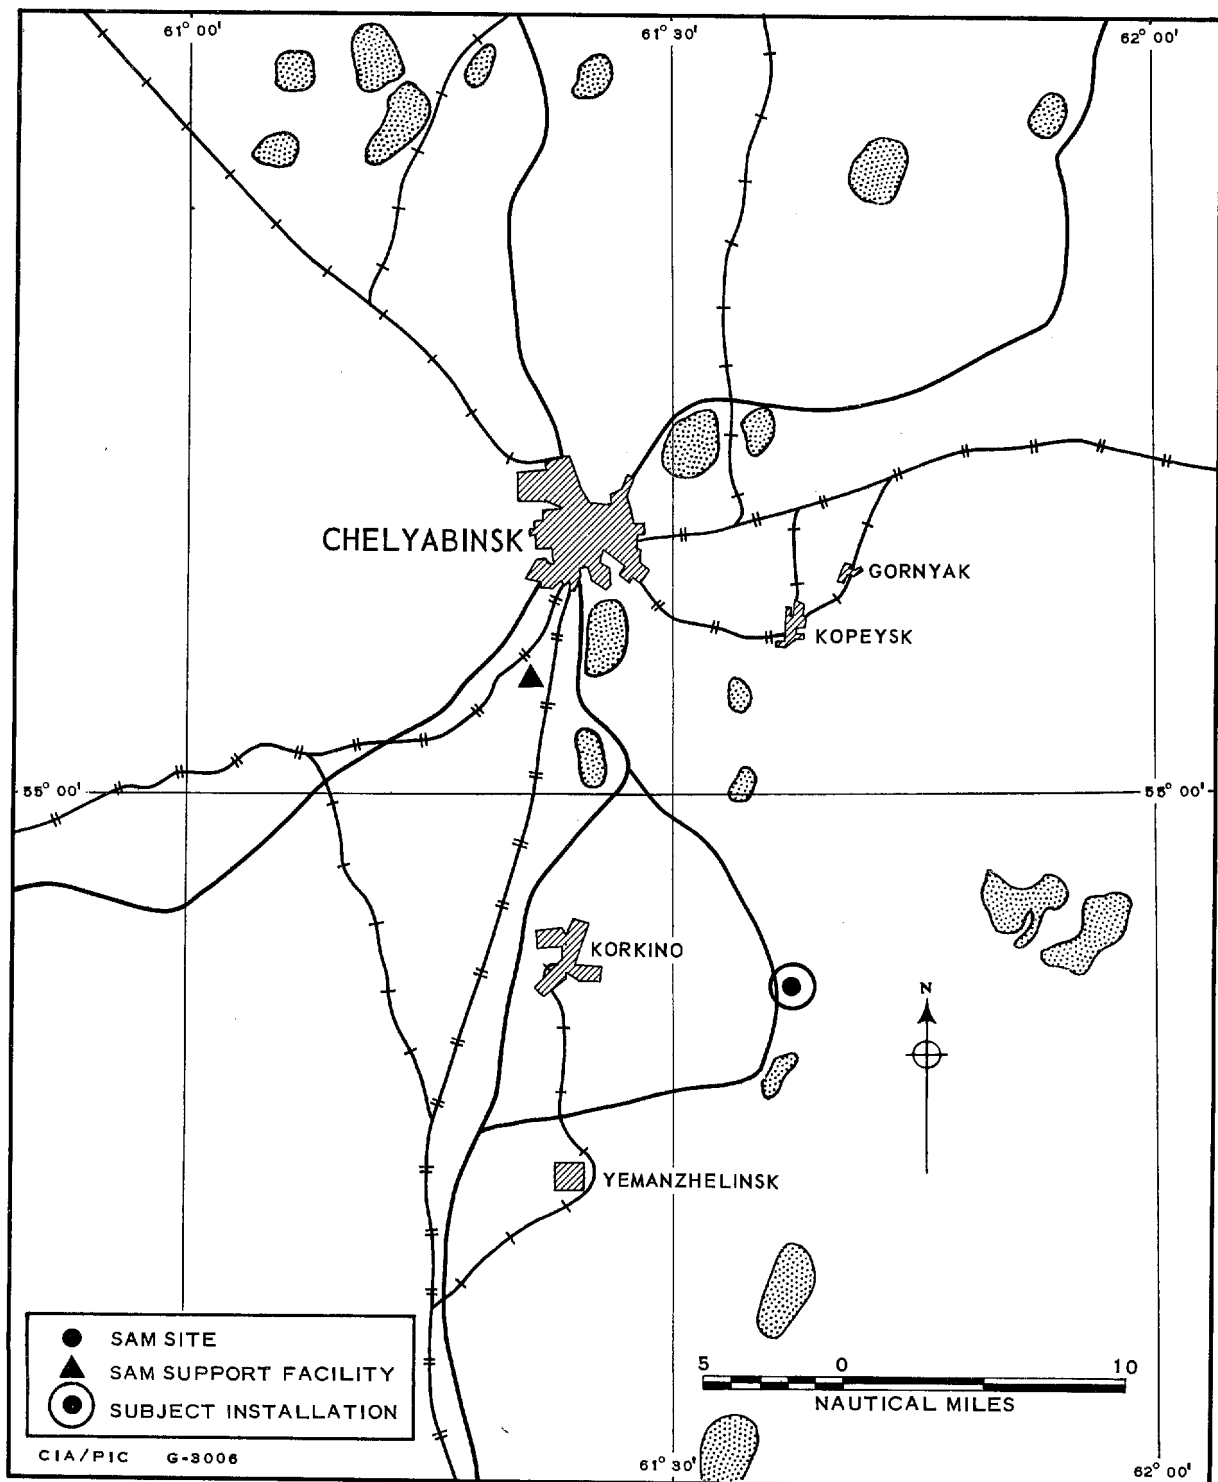 61° 00'
61° 30'
62° 00'
CHELYABINSK
GORNYAK
KOPEYSK
55° 00'
55° 00'
KORKINO
N
YEMANZHELINSK
SAM SITE
SAM SUPPORT FACILITY
SUBJECT INSTALLATION
5 0 10
NAUTICAL MILES
CIA/PIC G-3006
61° 30'
62° 00'